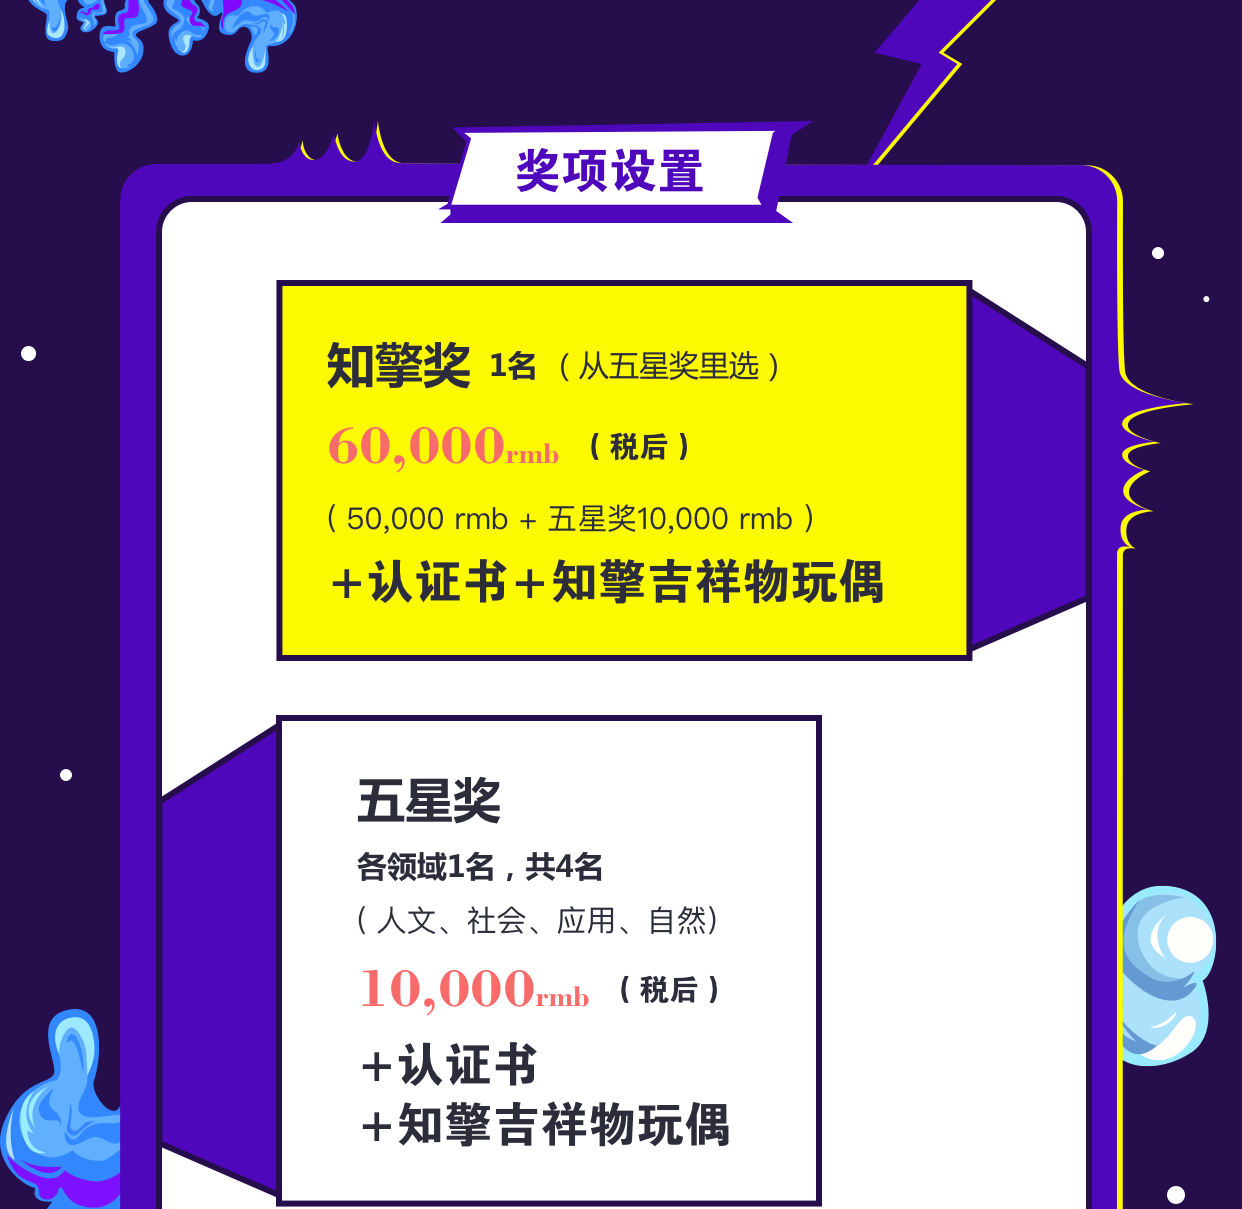 奖项设置
知擎奖 1名 （从五星奖里选）
60,000rmb （税后）
（50,000 rmb + 五星奖10,000 rmb ）
+认证书+知擎吉祥物玩偶
五星奖
各领域1名，共4名
（人文、社会、应用、自然）
10,000rmb （税后）
+认证书
+知擎吉祥物玩偶